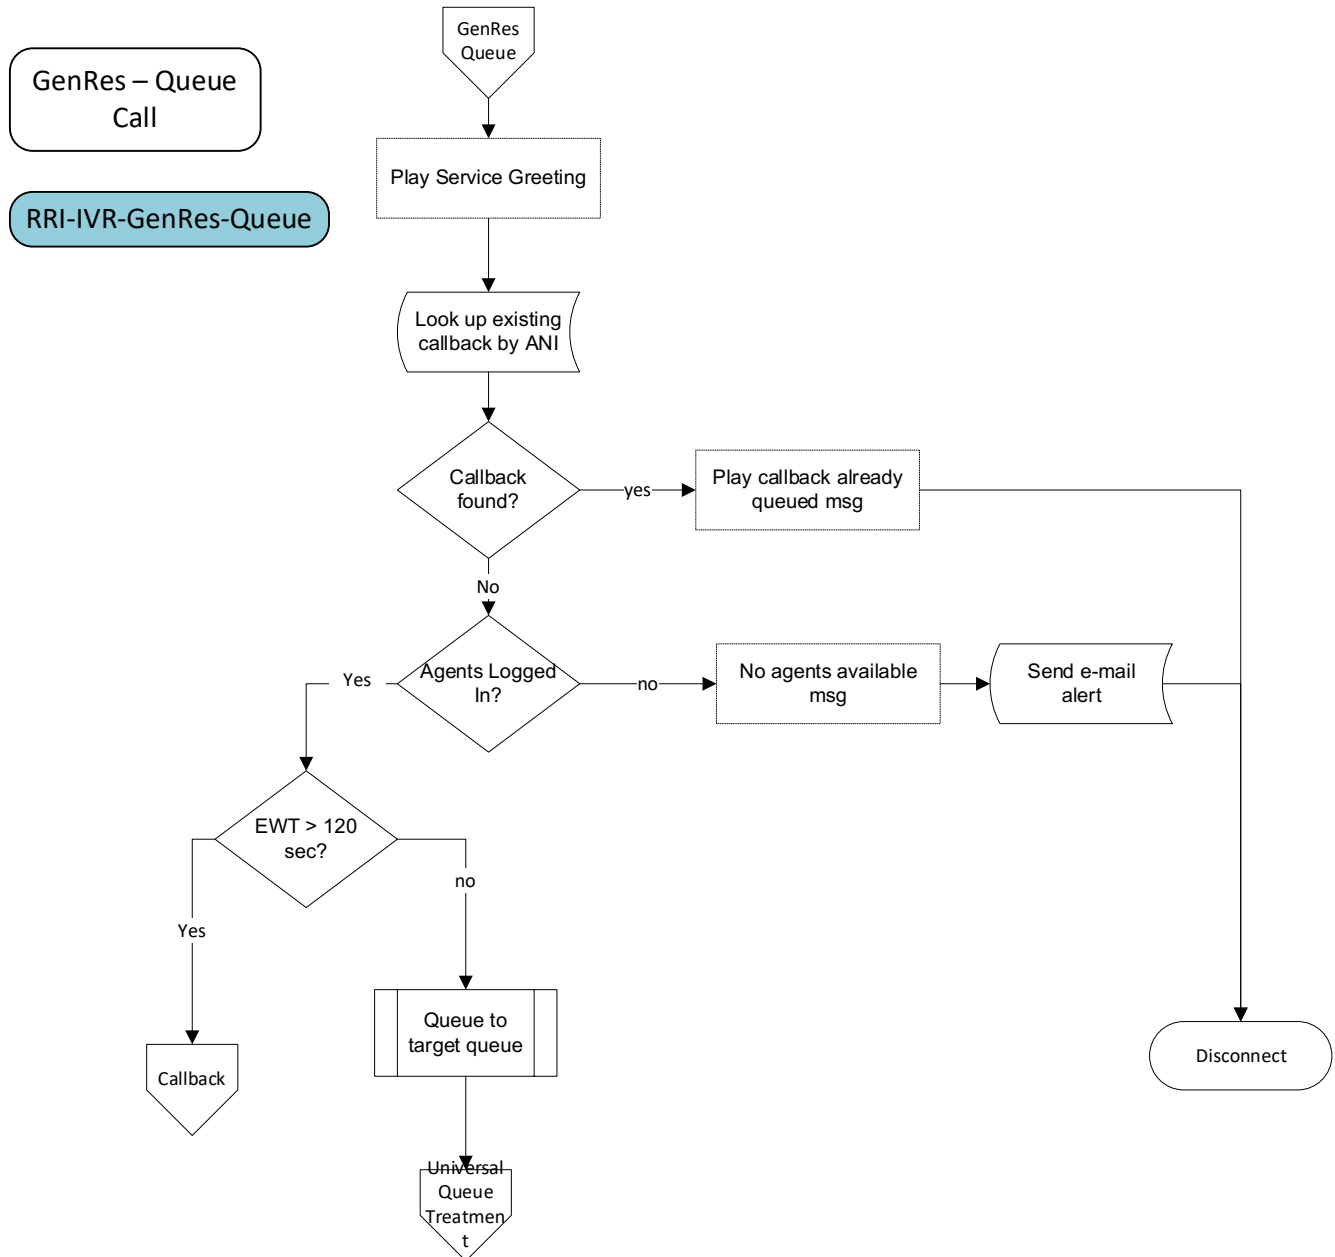 GenRes
Queue
GenRes – Queue
Call
Play Service Greeting
RRI-IVR-GenRes-Queue
Look up existing
callback by ANI
Callback
found?
yes
Play callback already
queued msg
No
Agents Logged
In?
Yes
no
No agents available
msg
Send e-mail
alert
EWT > 120
sec?
no
Yes
Queue to
target queue
Disconnect
Callback
Universal
Queue
Treatmen
t